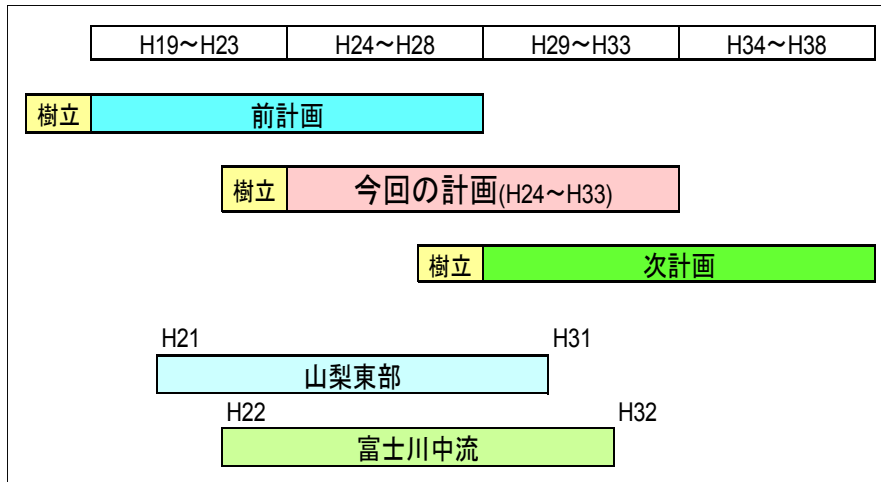 H19～H23 H24～H28 H29～H33 H34～H38
樹立 前計画
樹立 今回の計画(H24～H33)
樹立 次計画
H21 H31
山梨東部
H22 H32
富士川中流